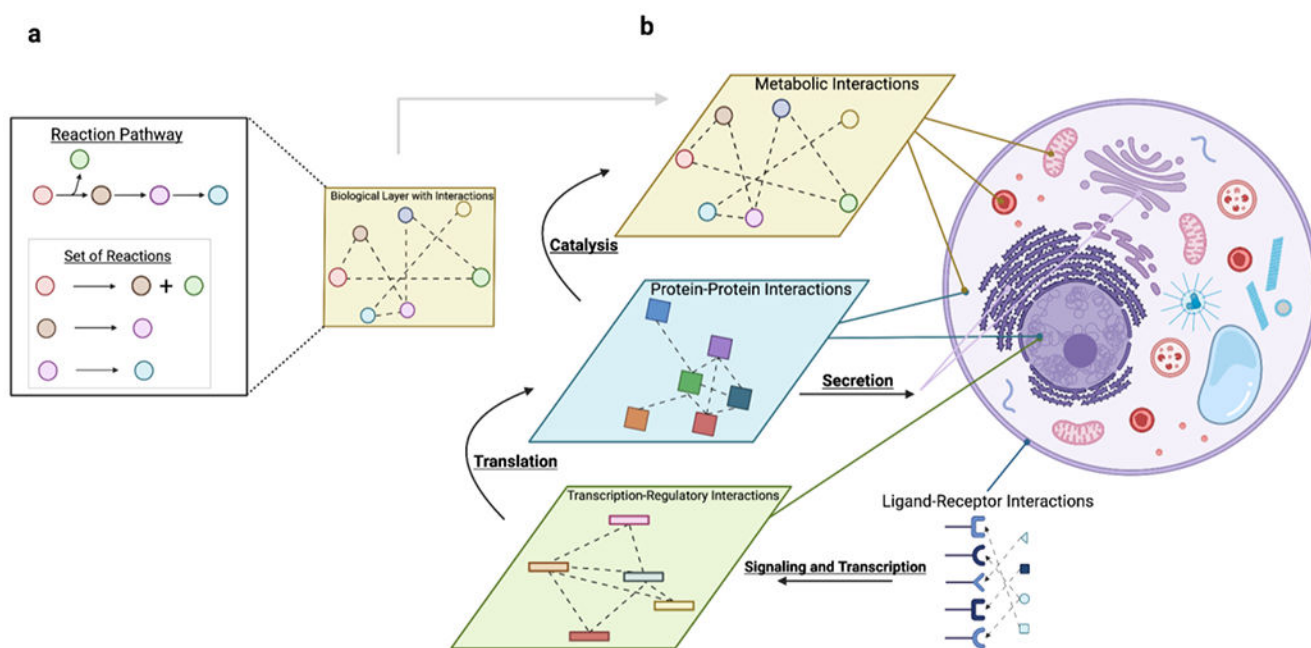 a
b
Metabolic Interactions
Reaction Pathway
Biological Layer with Interactions
Set of Reactions
+
Catalysis
Protein-Protein Interactions
Secretion
Translation
Transcription-Regulatory Interactions
Ligand-Receptor Interactions
Signaling and Transcription